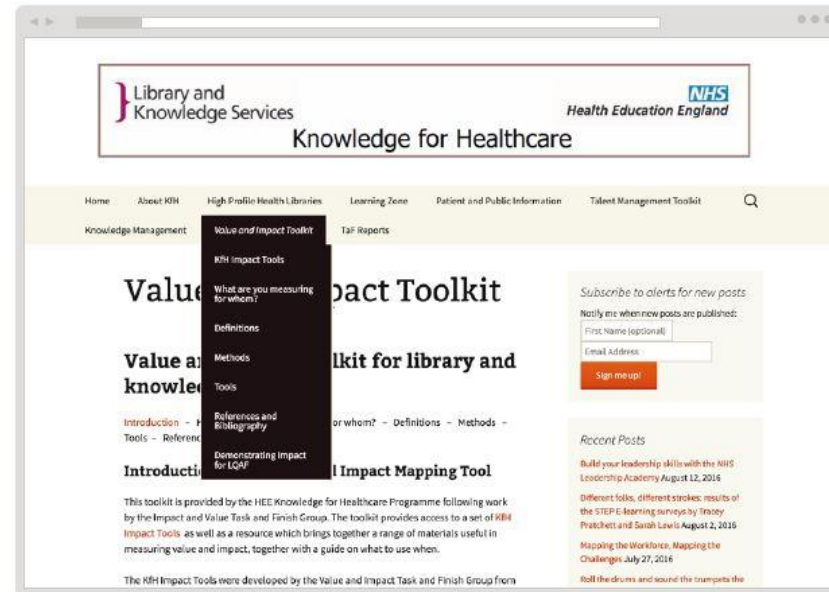 Library and
Knowledge Services
NHS
Health Education England
Knowledge for Healthcare
Home About KfH High Profile Health Libraries Learning Zone Patient and Public Information Talent Management Toolkit
Knowledge Management Value and Impact Toolkit TaF Reports
KfH Impact Tools
What are you measuring
for whom?
Definitions
Methods
Tools
References and
Bibliography
Demonstrating Impact
for LQAF
Valu pact Toolkit
Value a lkit for library and
knowle
Introduction – or whom? – Definitions – Methods –
Tools – Referenc
Introducti l Impact Mapping Tool
This toolkit is provided by the HEE Knowledge for Healthcare Programme following work
by the Impact and Value Task and Finish Group. The toolkit provides access to a set of KfH
Impact Tools as well as a resource which brings together a range of materials useful in
measuring value and impact, together with a guide on what to use when.
The KfH Impact Tools were developed by the Value and Impact Task and Finish Group from
Subscribe to alerts for new posts
Notify me when new posts are published:
First Name (optional)
Email Address
Sign me up!
Recent Posts
Build your leadership skills with the NHS
Leadership Academy August 12, 2016
Different folks, different strokes: results of
the STEP E-learning surveys by Tracey
Pratchett and Sarah Lewis August 2, 2016
Mapping the Workforce, Mapping the
Challenges July 27, 2016
Roll the drums and sound the trumpets the